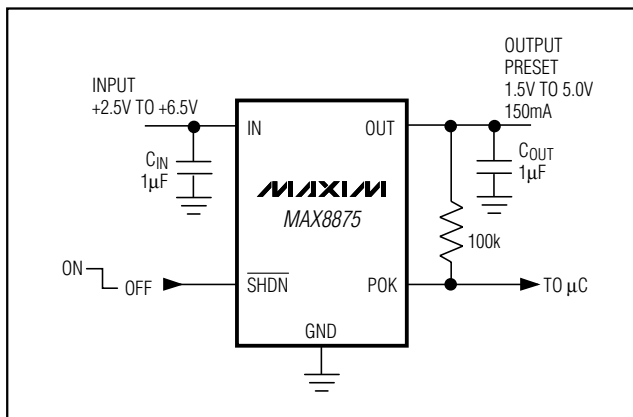 INPUT
+2.5V TO +6.5V
OUTPUT
PRESET
1.5V TO 5.0V
150mA
IN
OUT
CIN
1µF
COUT
1µF
MAXIM
MAX8875
100k
ON
OFF
SHDN
POK
TO µC
GND